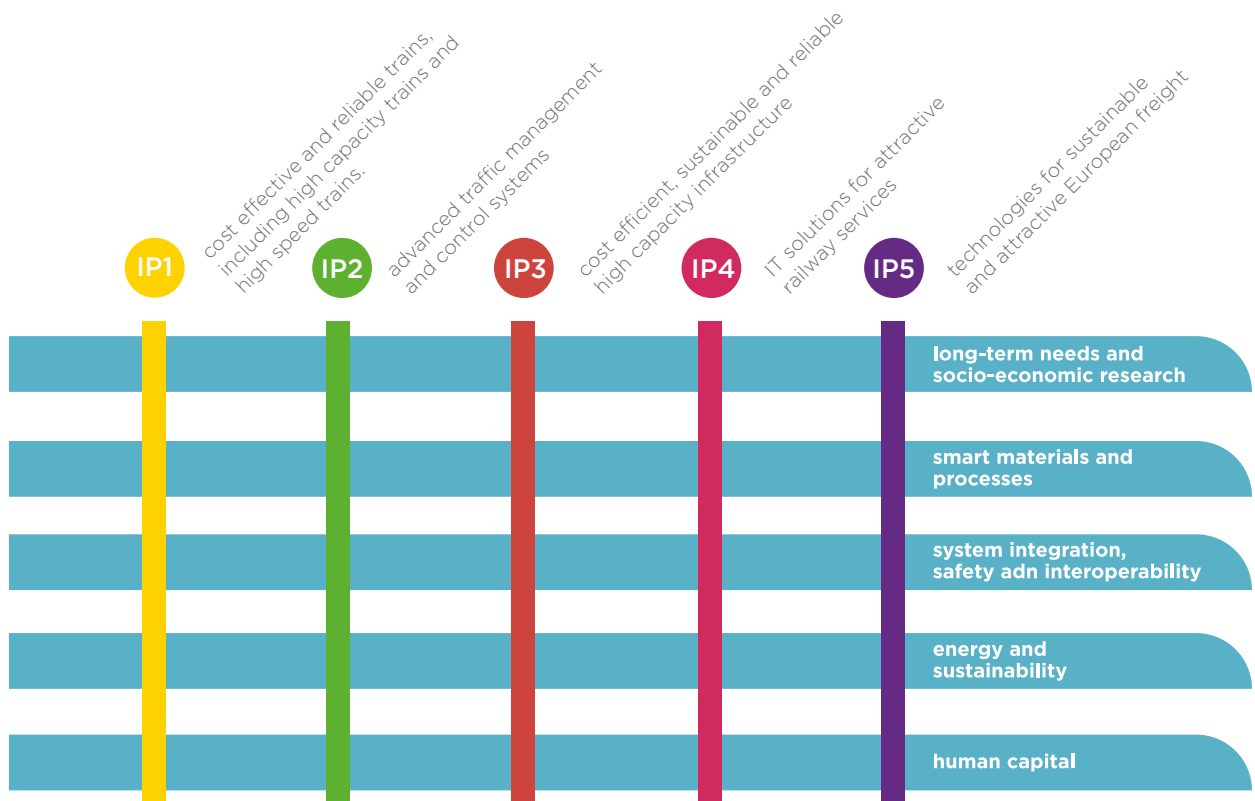 IP1
cost effective and reliable trains,
including high capacity trains and
high speed trains.
IP2
advanced traffic management
and control systems
IP3
cost efficient, sustainable and reliable
high capacity infrastructure
IP4
IT solutions for attractive
railway services
IP5
technologies for sustainable
and attractive European freight
long-term needs and
socio-economic research
smart materials and
processes
system integration,
safety adn interoperability
energy and
sustainability
human capital